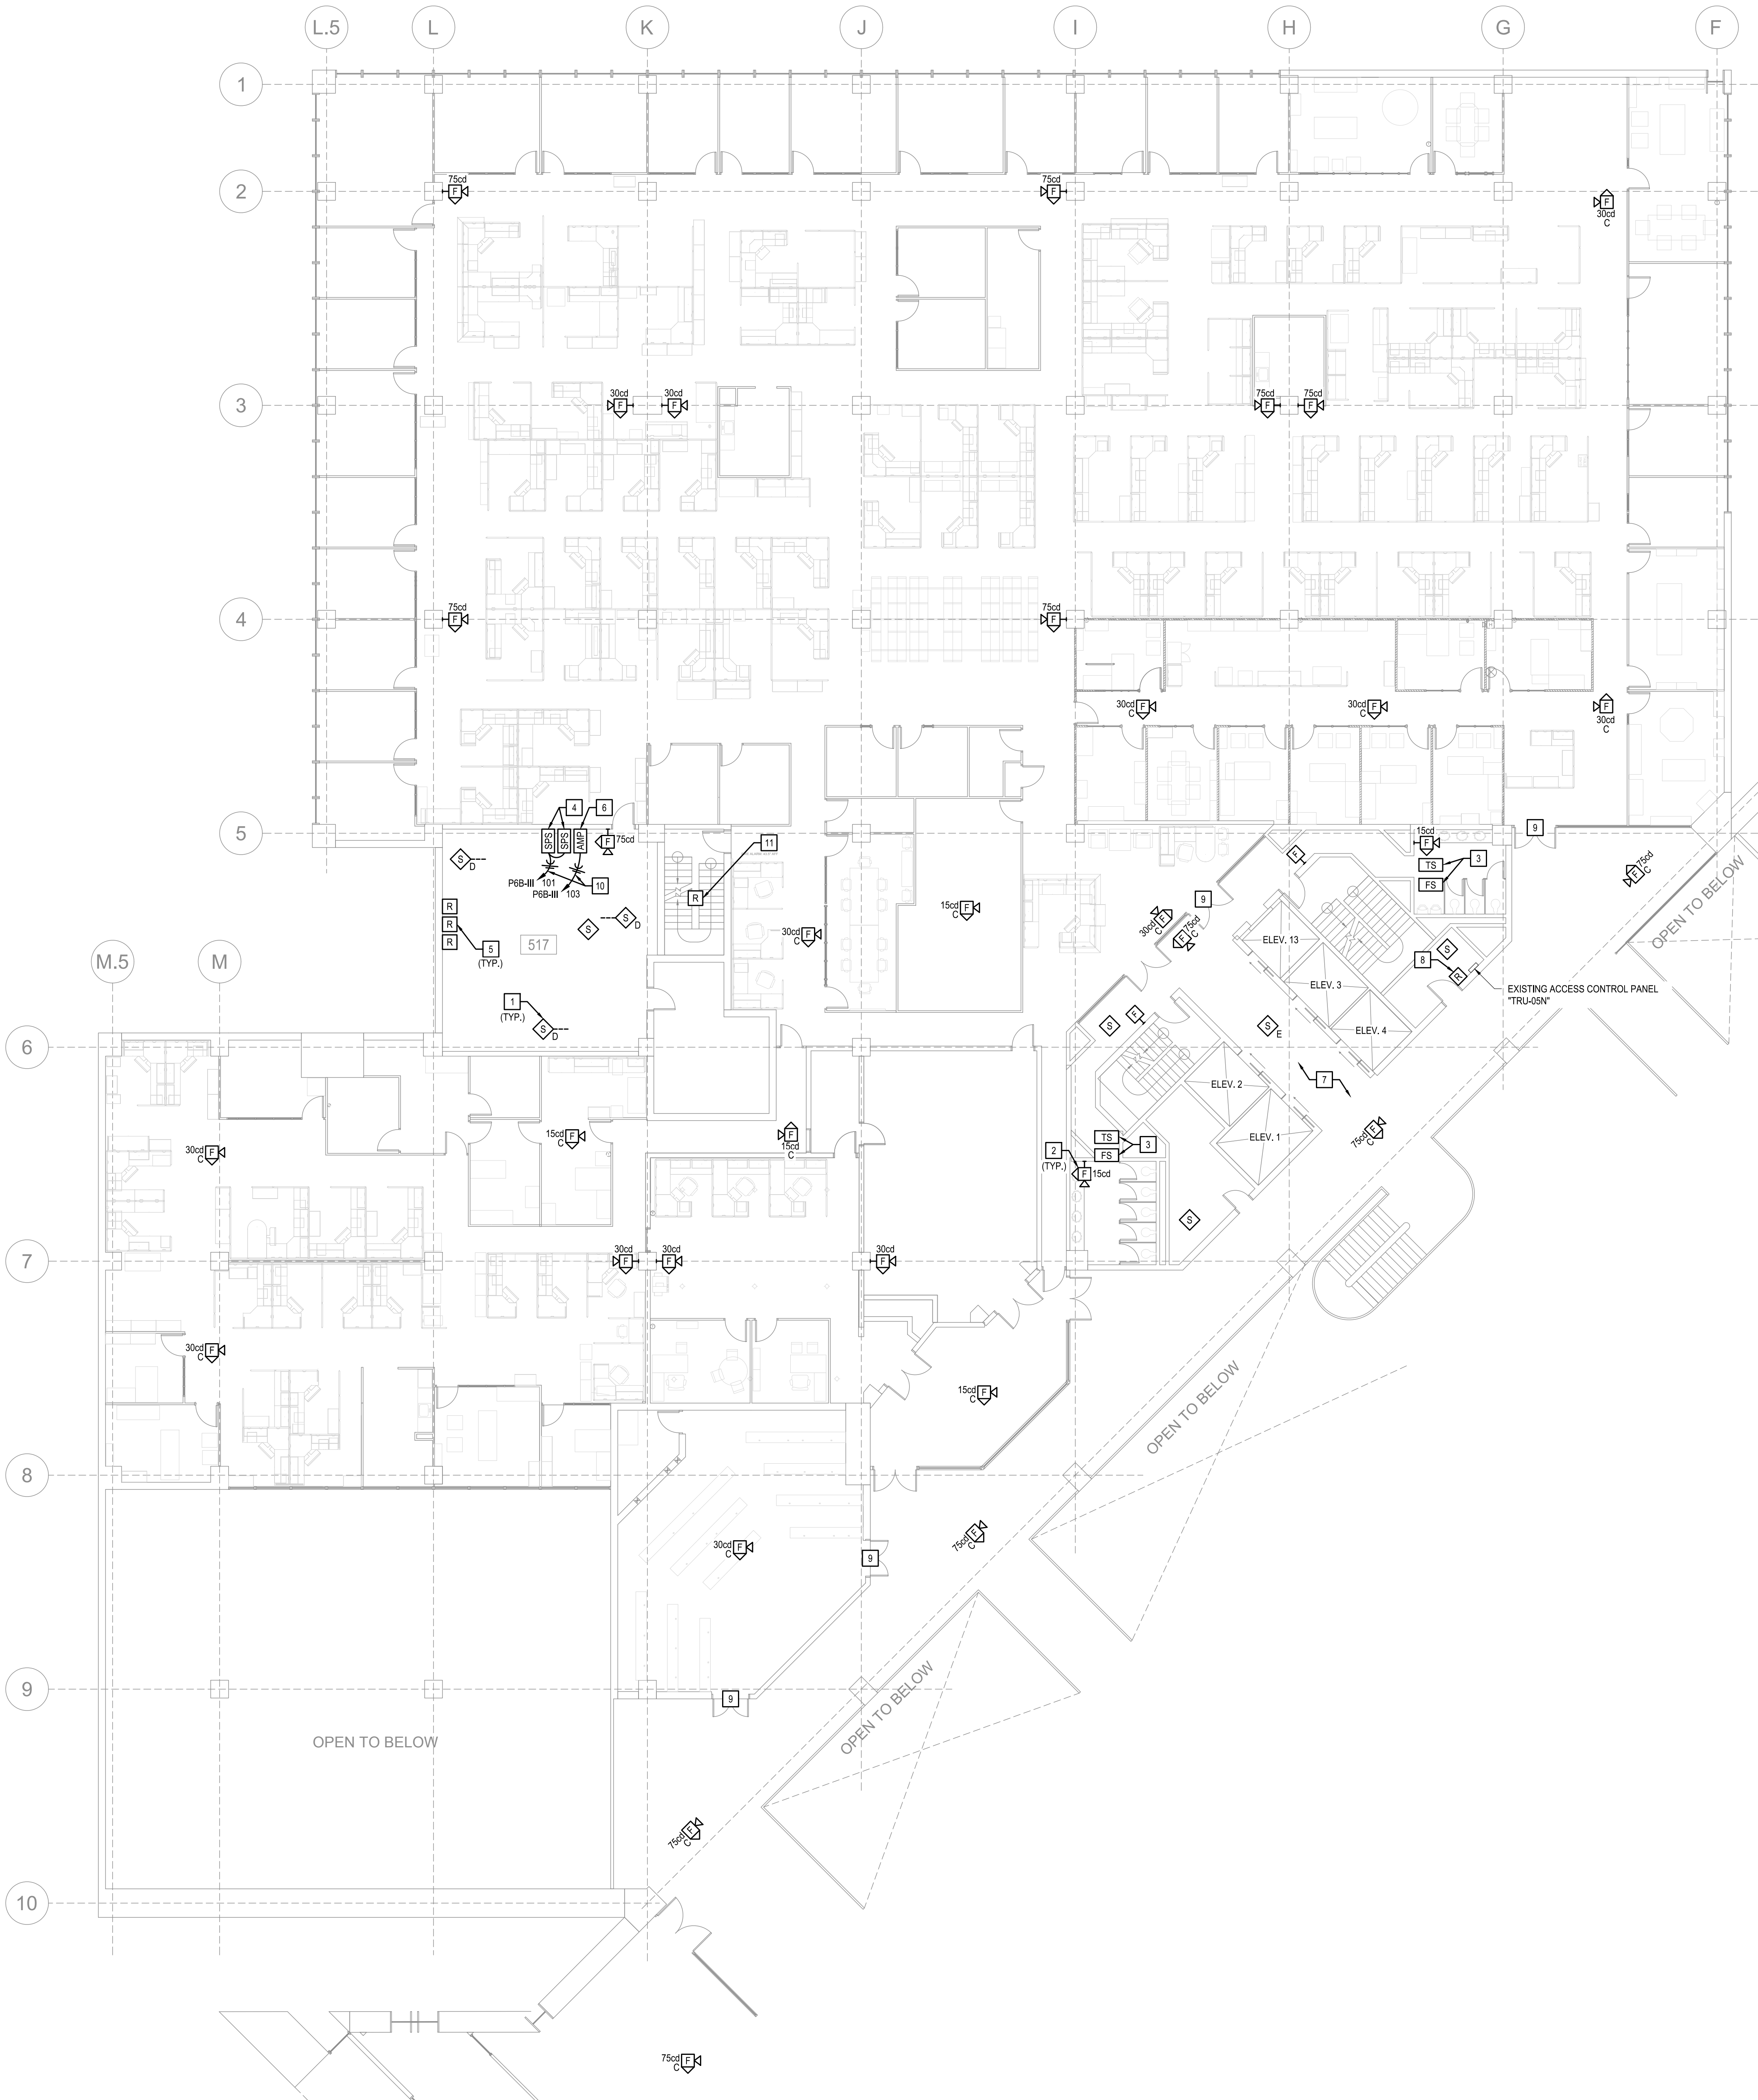 L.5
L
K
J
I
H
G
F
1
2
75cd
F
75cd
F
F
30cd
C
3
30cd
F
30cd
F
75cd
F
75cd
F
4
75cd
F
75cd
F
30cd
C
F
30cd
C
F
F
30cd
C
5
SPS
SPS
AMP
4
6
F
75cd
P6B-III 101
P6B-III 103
10
S
D
R
R
R
5
(TYP.)
517
S
S
D
1
(TYP.)
S
D
11
R
30cd
C
F
15cd
C
F
F
15cd
F
TS
FS
3
9
75cd
C
F
9
30cd
C
F
75cd
C
F
ELEV. 13
ELEV. 3
ELEV. 4
S
8
R
EXISTING ACCESS CONTROL PANEL
"TRU-05N"
OPEN TO BELOW
M.5
M
6
S
F
S
E
7
ELEV. 2
ELEV. 1
75cd
C
F
30cd
C
F
15cd
C
F
F
15cd
C
TS
FS
3
2
(TYP.)
F
15cd
S
7
30cd
F
30cd
F
30cd
F
30cd
C
F
15cd
C
F
OPEN TO BELOW
8
30cd
C
F
9
75cd
C
F
9
9
OPEN TO BELOW
OPEN TO BELOW
75cd
C
F
10
75cd
C
F